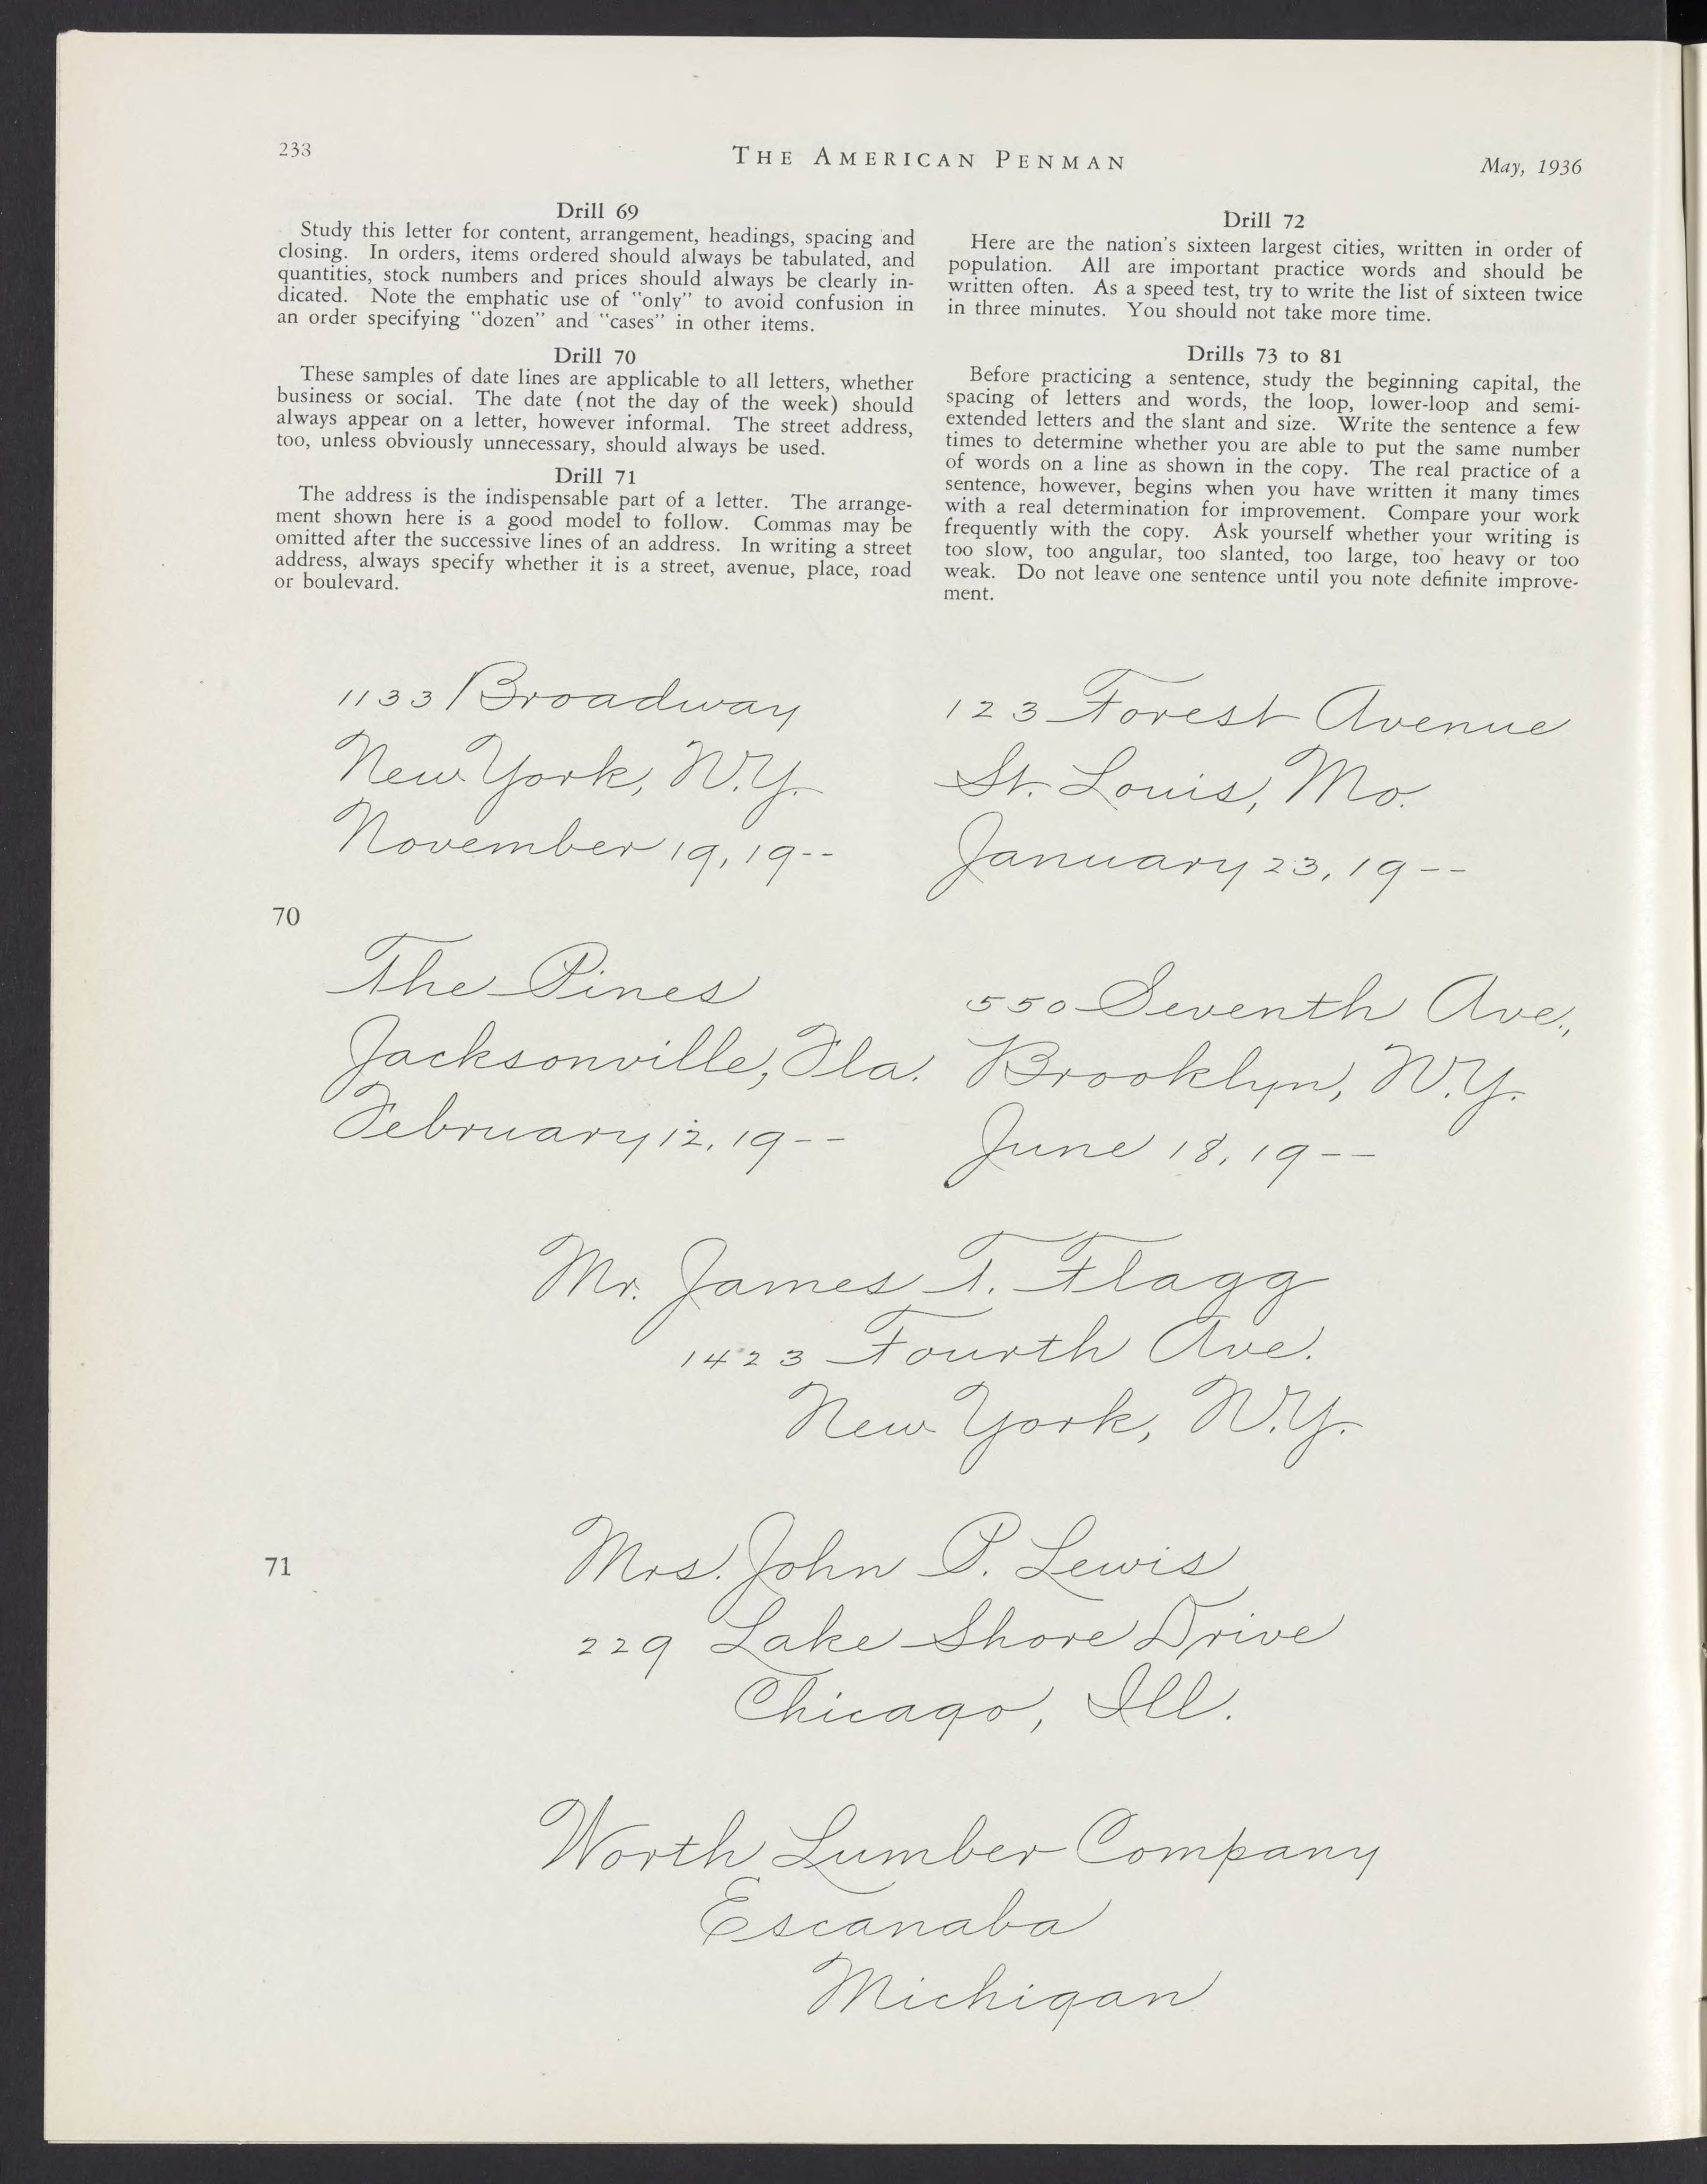 233
THE AMERICAN PENMAN
May, 1936
Drill 69
Study this letter for content, arrangement, headings, spacing and
closing. In orders, items ordered should always be tabulated, and
quantities, stock numbers and prices should always be clearly in-
dicated. Note the emphatic use of "only" to avoid confusion in
an order specifying "dozen" and "cases" in other items.
Drill 70
These samples of date lines are applicable to all letters, whether
business or social. The date (not the day of the week) should
always appear on a letter, however informal. The street address,
too, unless obviously unnecessary, should always be used.
Drill 71
The address is the indispensable part of a letter. The arrange-
ment shown here is a good model to follow. Commas may be
omitted after the successive lines of an address. In writing a street
address, always specify whether it is a street, avenue, place, road
or boulevard.
Drill 72
Here are the nation's sixteen largest cities, written in order of
population. All are important practice words and should be
written often. As a speed test, try to write the list of sixteen twice
in three minutes. You should not take more time.
Drills 73 to 81
Before practicing a sentence, study the beginning capital, the
spacing of letters and words, the loop, lower-loop and semi-
extended letters and the slant and size. Write the sentence a few
times to determine whether you are able to put the same number
of words on a line as shown in the copy. The real practice of a
sentence, however, begins when you have written it many times
with a real determination for improvement. Compare your work
frequently with the copy. Ask yourself whether your writing is
too slow, too angular, too slanted, too large, too heavy or too
weak. Do not leave one sentence until you note definite improve-
ment.
1133 Broadway
New York, N.Y.
November 19, 19--
123 Forest Avenue
St. Louis, Mo.
January 23, 19--
70
The Pines
Jacksonville, Fla.
February 12, 19--
550 Seventh Ave.,
Brooklyn, N.Y.
June 18, 19--
Mr. James T. Flagg
1423 Fourth Ave.
New York, N.Y.
71
Mrs. John P. Lewis
229 Lake Shore Drive
Chicago, Ill.
Worth Lumber Company
Escanaba
Michigan